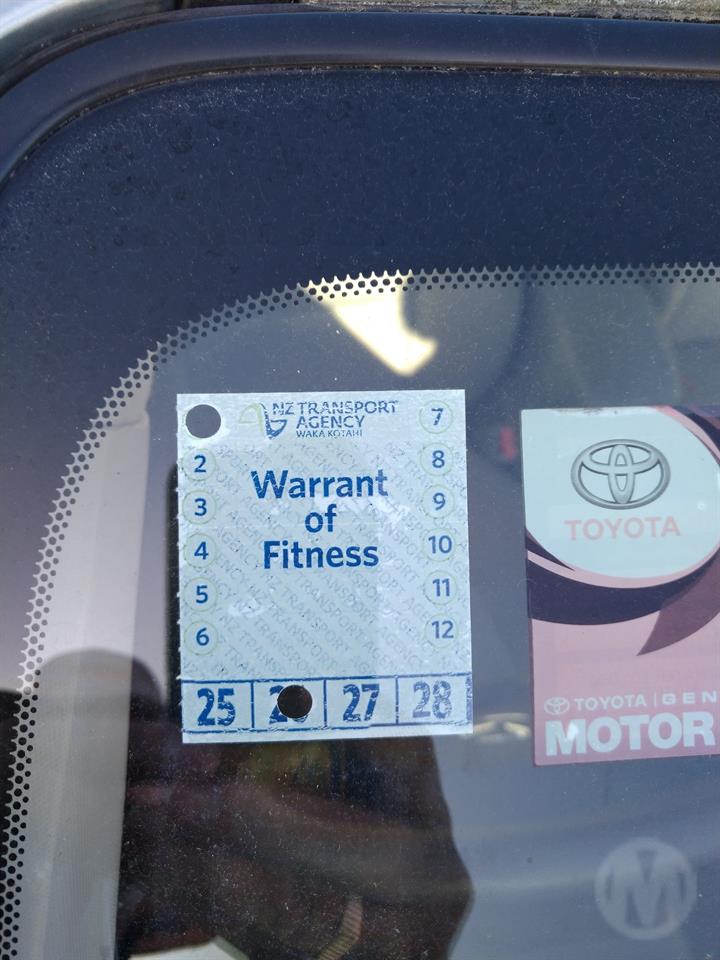 NZ TRANSPORT
AGENCY
WAKA KOTAHI
Warrant
of
Fitness
2
3
4
5
6
7
8
9
10
11
12
25 27 28
TOYOTA
TOYOTA | GEN
MOTOR
M